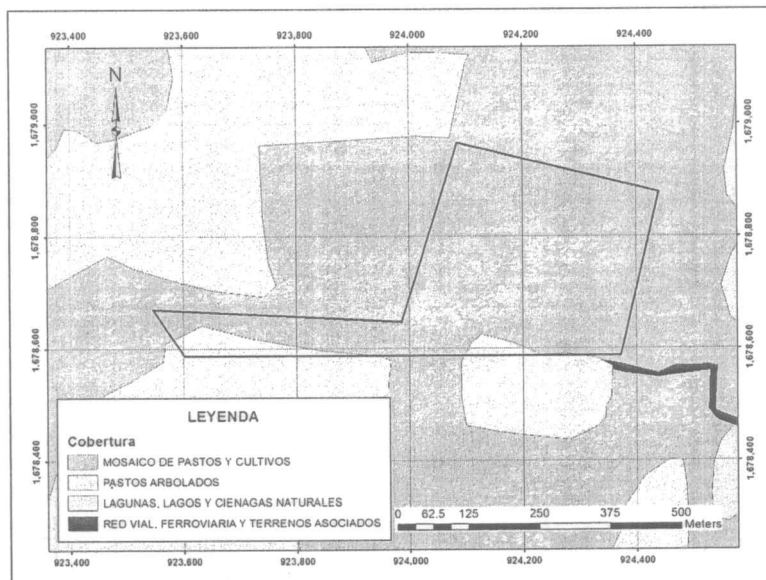 923,400 923,600 923,800 924,000 924,200 924,400
N
1,679,000 1,679,000
1,678,800 1,678,800
1,678,600 1,678,600
1,678,400 1,678,400
LEYENDA
Cobertura
MOSAICO DE PASTOS Y CULTIVOS
PASTOS ARBOLADOS
LAGUNAS, LAGOS Y CIENAGAS NATURALES
RED VIAL, FERROVIARIA Y TERRENOS ASOCIADOS
0 62.5 125 250 375 500
Meters
923,400 923,600 923,800 924,000 924,200 924,400